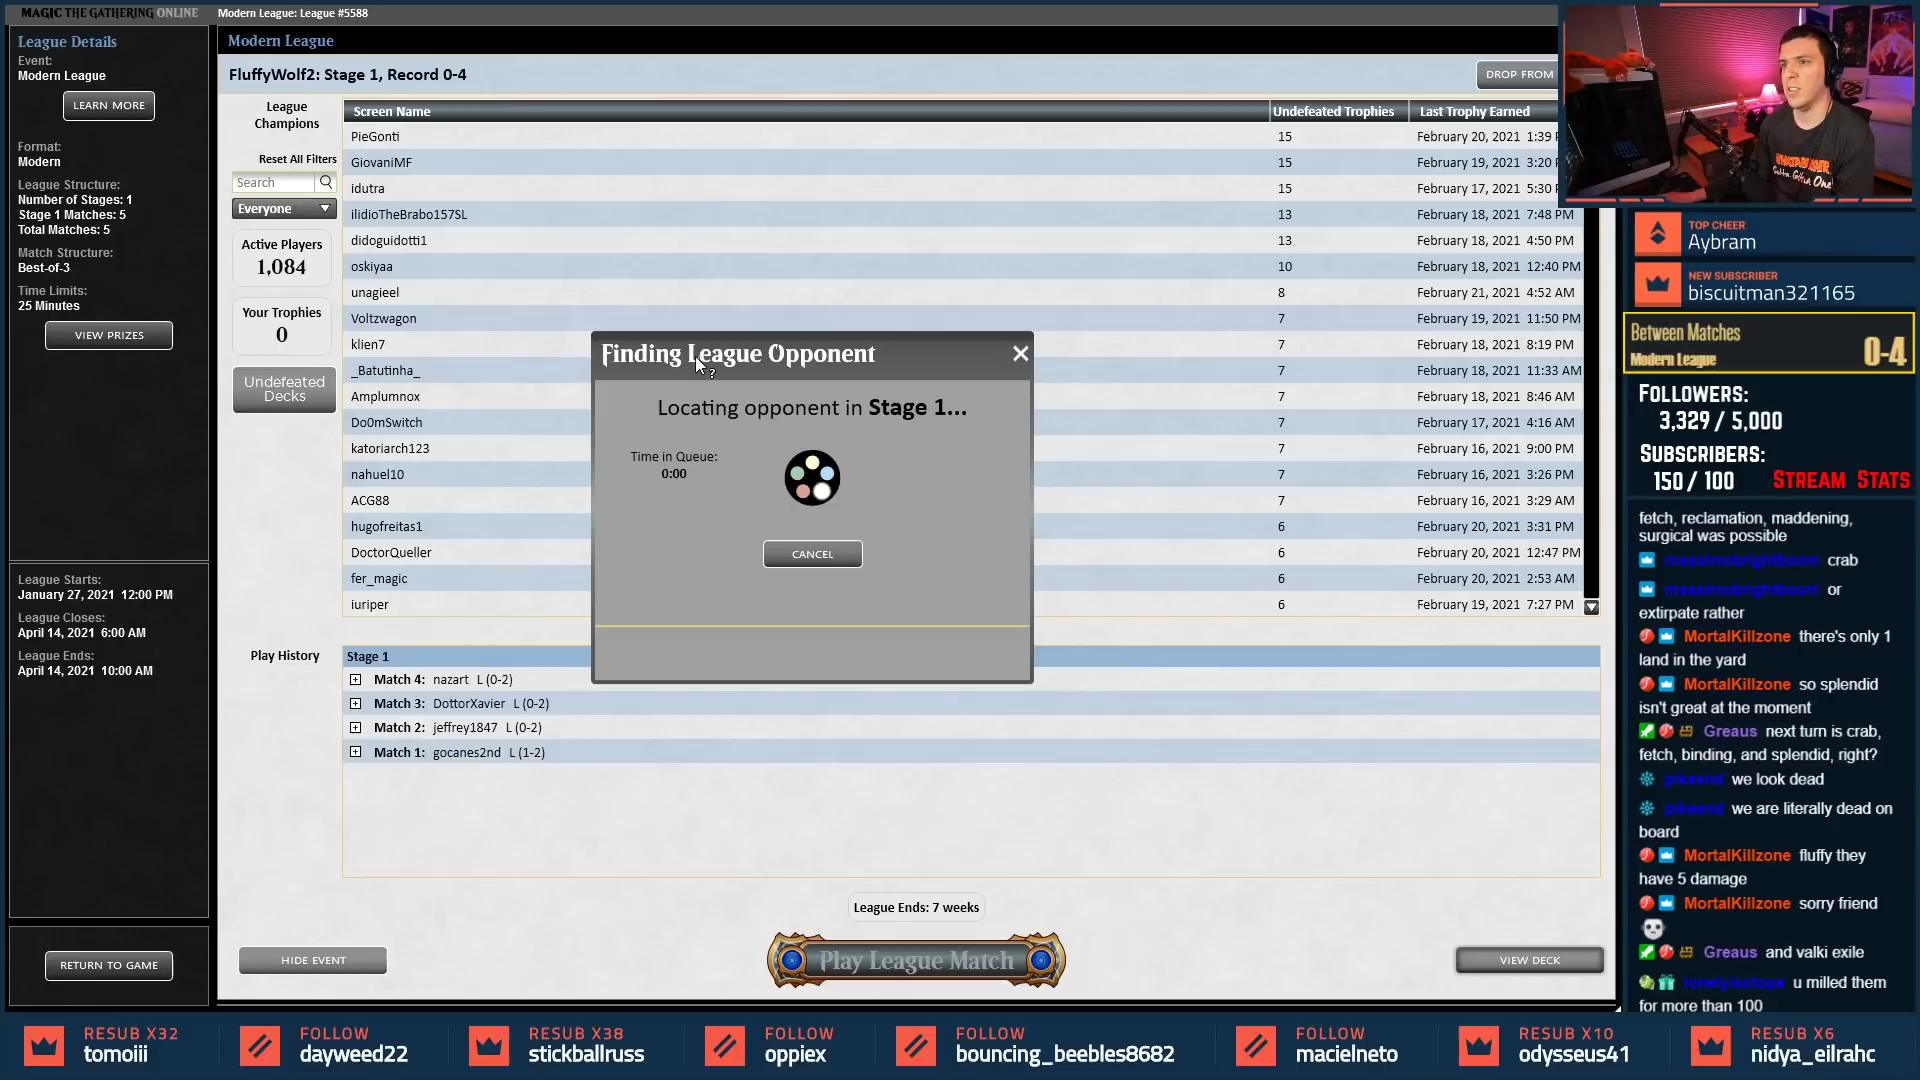 MAGIC THE GATHERING ONLINE
Modern League: League #5588
League Details
Event:
Modern League
LEARN MORE
Format:
Modern
League Structure:
Number of Stages: 1
Stage 1 Matches: 5
Total Matches: 5
Match Structure:
Best-of-3
Time Limits:
25 Minutes
VIEW PRIZES
League Starts:
January 27, 2021 12:00 PM
League Closes:
April 14, 2021 6:00 AM
League Ends:
April 14, 2021 10:00 AM
RETURN TO GAME
Modern League
FluffyWolf2: Stage 1, Record 0-4
DROP FROM
League
Champions
Reset All Filters
Search
Everyone
Active Players
1,084
Your Trophies
0
Undefeated
Decks
Screen Name Undefeated Trophies Last Trophy Earned
PieGonti 15 February 20, 2021 1:39
GiovaniMF 15 February 19, 2021 3:20
idutra 15 February 17, 2021 5:30
ilidioTheBrabo157SL 13 February 18, 2021 7:48 PM
didoguidotti1 13 February 18, 2021 4:50 PM
oskiyaa 10 February 18, 2021 12:40 PM
unagieel 8 February 21, 2021 4:52 AM
Voltzwagon 7 February 19, 2021 11:50 PM
klien7 7 February 18, 2021 8:19 PM
_Batutinha_ 7 February 18, 2021 11:33 AM
Amplumnox 7 February 18, 2021 8:46 AM
Do0mSwitch 7 February 17, 2021 4:16 AM
katoriarch123 7 February 16, 2021 9:00 PM
nahuel10 7 February 16, 2021 3:26 PM
ACG88 7 February 16, 2021 3:29 AM
hugofreitas1 6 February 20, 2021 3:31 PM
DoctorQueller 6 February 20, 2021 12:47 PM
fer_magic 6 February 20, 2021 2:53 AM
iuriper 6 February 19, 2021 7:27 PM
Finding League Opponent
Locating opponent in Stage 1...
Time in Queue:
0:00
CANCEL
Play History
Stage 1
Match 4: nazart L (0-2)
Match 3: DottorXavier L (0-2)
Match 2: jeffrey1847 L (0-2)
Match 1: gocanes2nd L (1-2)
League Ends: 7 weeks
HIDE EVENT
Play League Match
VIEW DECK
WHATABURGER
Gotta Gitcha One!
TOP CHEER
Aybram
NEW SUBSCRIBER
biscuitman321165
Between Matches
Modern League
0-4
FOLLOWERS:
3,329 / 5,000
SUBSCRIBERS:
150 / 100
STREAM STATS
fetch, reclamation, maddening,
surgical was possible
massimobrightboom crab
massimobrightboom or
extirpate rather
MortalKillzone there's only 1
land in the yard
MortalKillzone so splendid
isn't great at the moment
Greaus next turn is crab,
fetch, binding, and splendid, right?
pikeend we look dead
pikeend we are literally dead on
board
MortalKillzone fluffy they
have 5 damage
MortalKillzone sorry friend
Greaus and valki exile
lonelyisotope u milled them
for more than 100
RESUB X32
tomoiii
FOLLOW
dayweed22
RESUB X38
stickballruss
FOLLOW
oppiex
FOLLOW
bouncing_beebles8682
FOLLOW
macielneto
RESUB X10
odysseus41
RESUB X6
nidya_eilrahc